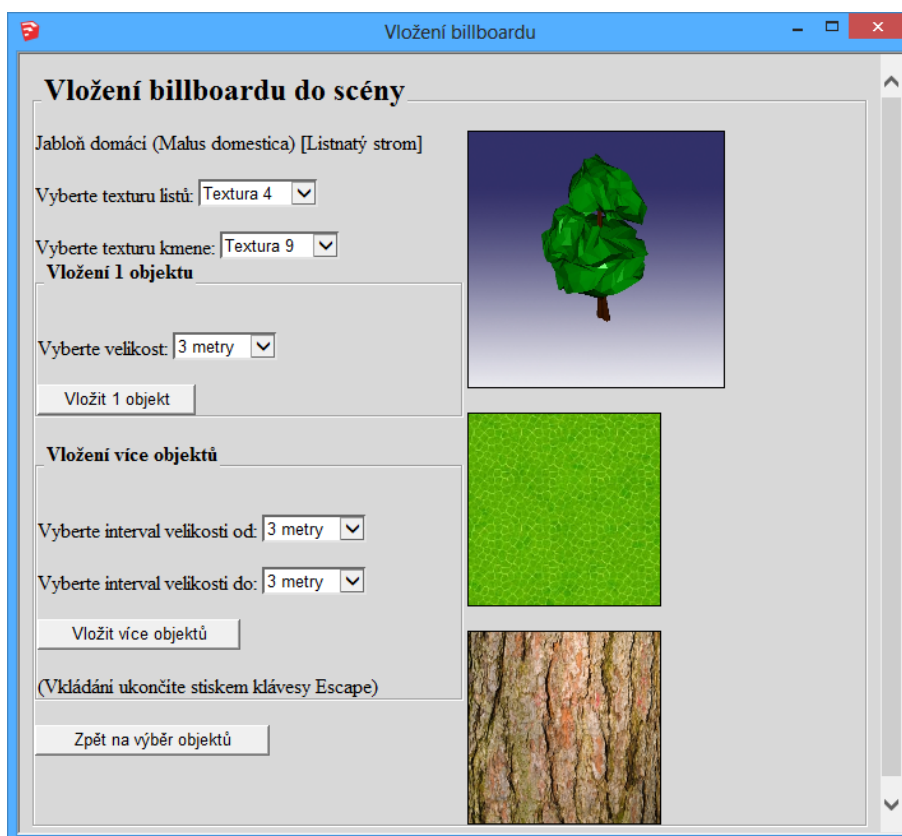 Vložení billboardu
Vložení billboardu do scény
Jabloň domácí (Malus domestica) [Listnatý strom]
Vyberte texturu listů: Textura 4
Vyberte texturu kmene: Textura 9
Vložení 1 objektu
Vyberte velikost: 3 metry
Vložit 1 objekt
Vložení více objektů
Vyberte interval velikosti od: 3 metry
Vyberte interval velikosti do: 3 metry
Vložit více objektů
(Vkládání ukončíte stiskem klávesy Escape)
Zpět na výběr objektů